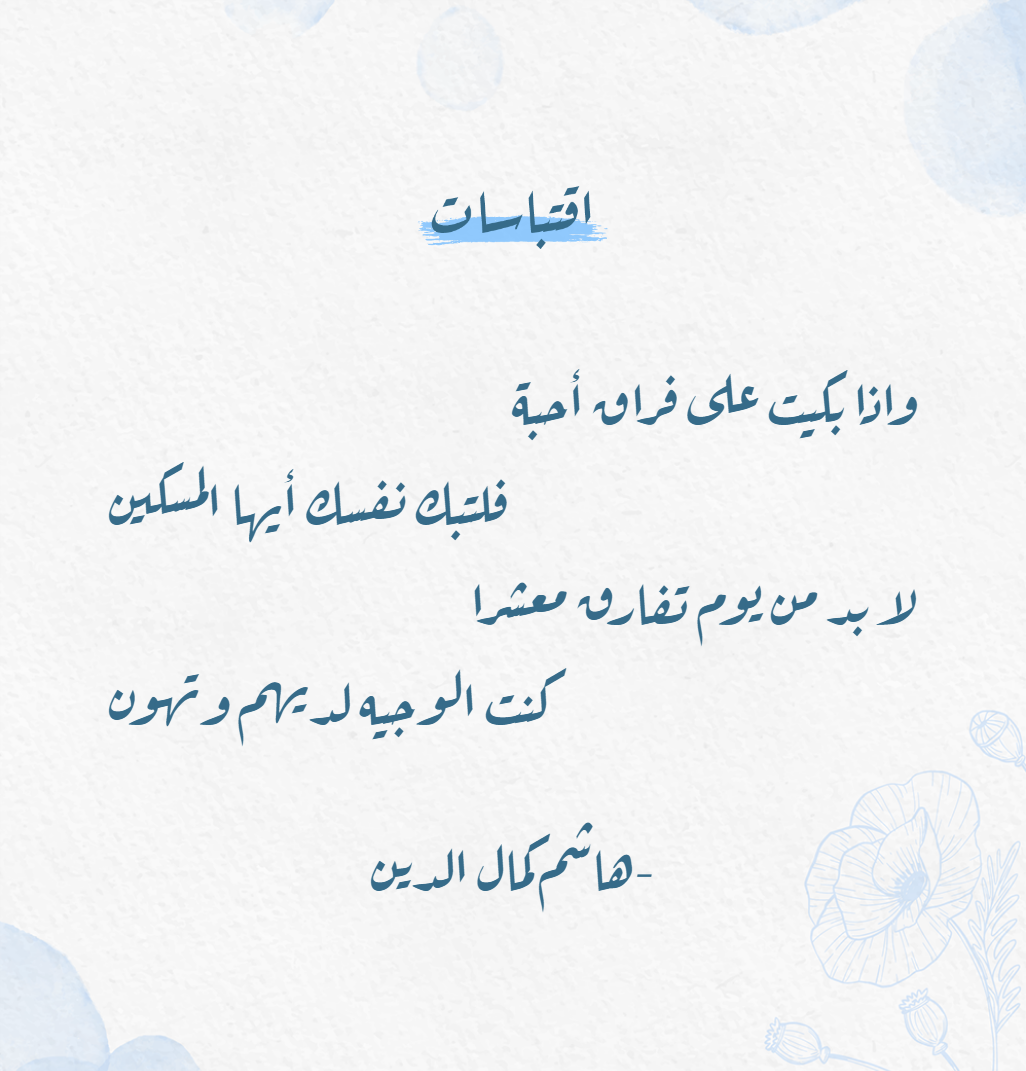 اقتباسات
واذا بكيت على فراق أحبة
فلتبك نفسك أيها المسكين
لا بد من يوم تفارق معشرا
كنت الوجيه لديهم وتهون
-هاشم كمال الدين